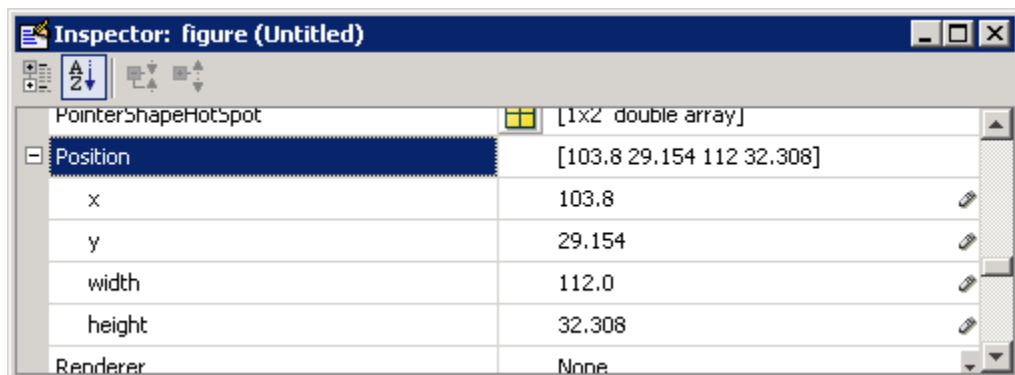 Inspector: figure (Untitled)
PointerShapeHotSpot [1x2 double array]
Position [103.8 29.154 112 32.308]
x 103.8
y 29.154
width 112.0
height 32.308
Renderer None